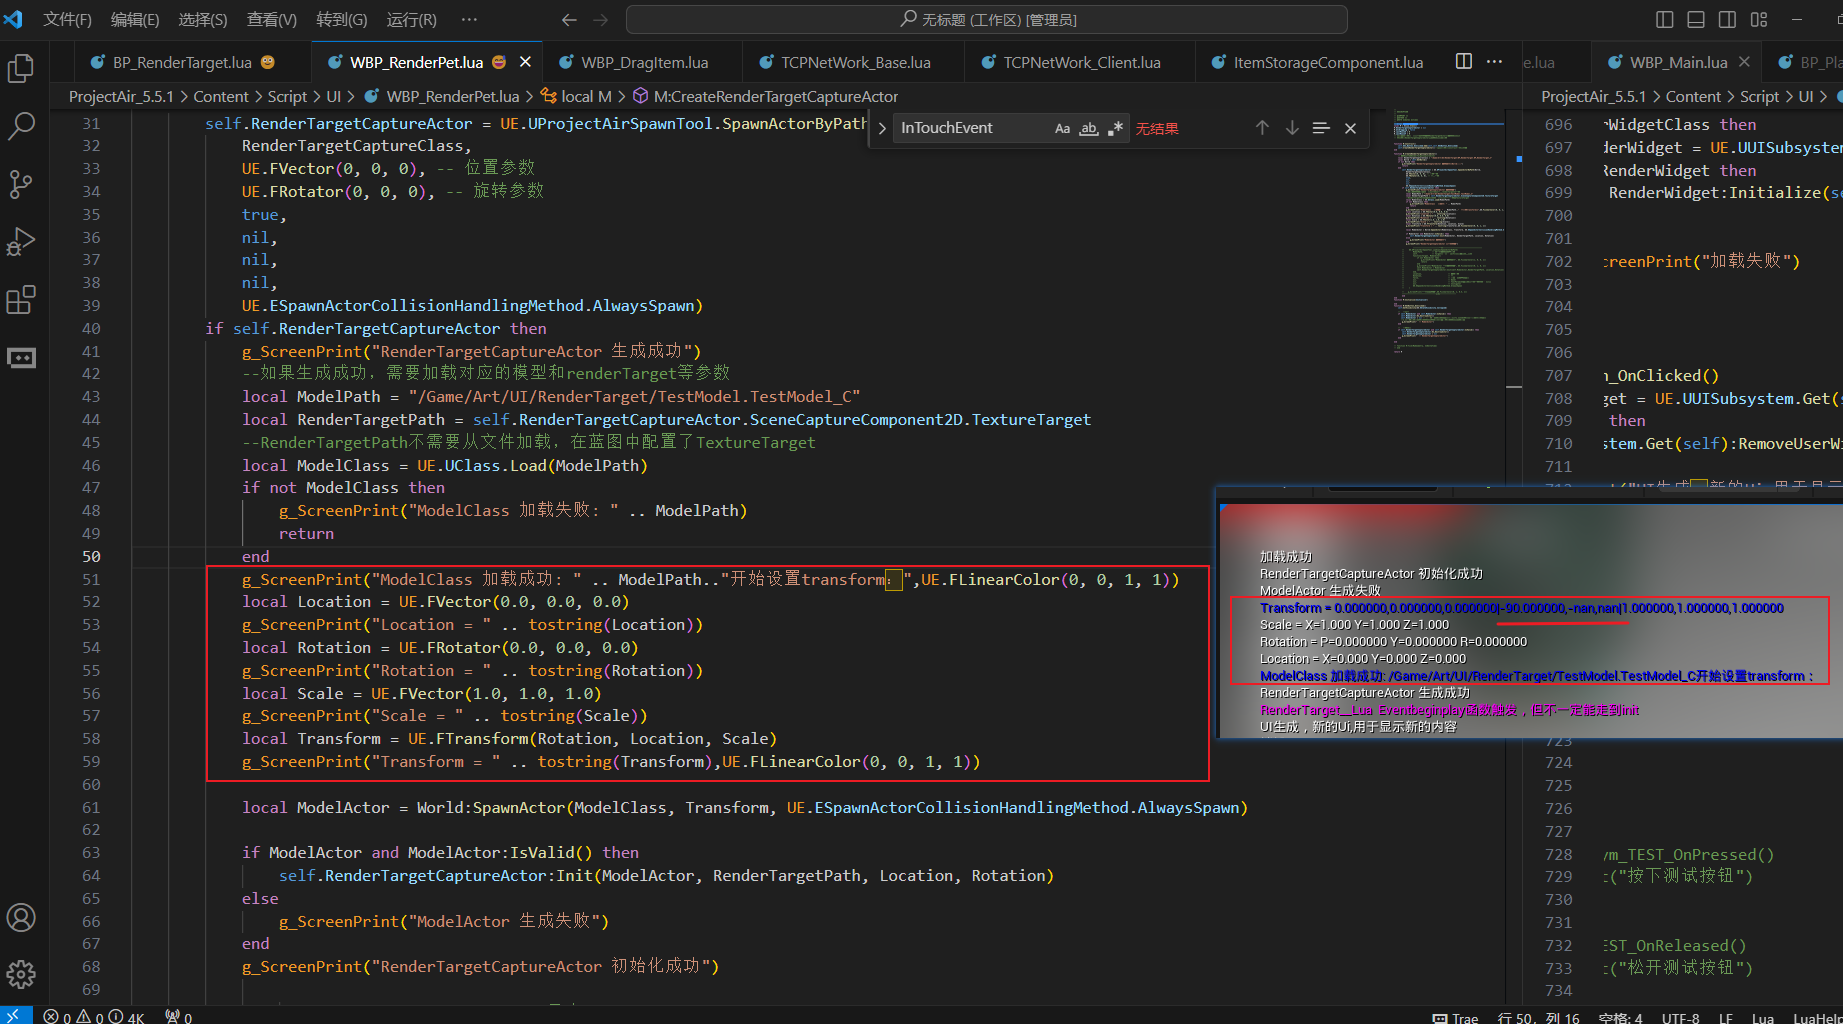 文件(F) 编辑(E) 选择(S) 查看(V) 转到(G) 运行(R) ··· 无标题 (工作区) [管理员]
BP_RenderTarget.lua WBP_RenderPet.lua WBP_DragItem.lua TCPNetWork_Base.lua TCPNetWork_Client.lua ItemStorageComponent.lua e.lua WBP_Main.lua BP_Pla
ProjectAir_5.5.1 > Content > Script > UI > WBP_RenderPet.lua > local M > M:CreateRenderTargetCaptureActor
InTouchEvent Aa ab .* 无结果
31 self.RenderTargetCaptureActor = UE.UProjectAirSpawnTool.SpawnActorByPath
32 RenderTargetCaptureClass,
33 UE.FVector(0, 0, 0), -- 位置参数
34 UE.FRotator(0, 0, 0), -- 旋转参数
35 true,
36 nil,
37 nil,
38 nil,
39 UE.ESpawnActorCollisionHandlingMethod.AlwaysSpawn)
40 if self.RenderTargetCaptureActor then
41 g_ScreenPrint("RenderTargetCaptureActor 生成成功")
42 --如果生成成功，需要加载对应的模型和renderTarget等参数
43 local ModelPath = "/Game/Art/UI/RenderTarget/TestModel.TestModel_C"
44 local RenderTargetPath = self.RenderTargetCaptureActor.SceneCaptureComponent2D.TextureTarget
45 --RenderTargetPath不需要从文件加载，在蓝图中配置了TextureTarget
46 local ModelClass = UE.UClass.Load(ModelPath)
47 if not ModelClass then
48 g_ScreenPrint("ModelClass 加载失败: " .. ModelPath)
49 return
50 end
51 g_ScreenPrint("ModelClass 加载成功: " .. ModelPath.."开始设置transform：",UE.FLinearColor(0, 0, 1, 1))
52 local Location = UE.FVector(0.0, 0.0, 0.0)
53 g_ScreenPrint("Location = " .. tostring(Location))
54 local Rotation = UE.FRotator(0.0, 0.0, 0.0)
55 g_ScreenPrint("Rotation = " .. tostring(Rotation))
56 local Scale = UE.FVector(1.0, 1.0, 1.0)
57 g_ScreenPrint("Scale = " .. tostring(Scale))
58 local Transform = UE.FTransform(Rotation, Location, Scale)
59 g_ScreenPrint("Transform = " .. tostring(Transform),UE.FLinearColor(0, 0, 1, 1))
60
61 local ModelActor = World:SpawnActor(ModelClass, Transform, UE.ESpawnActorCollisionHandlingMethod.AlwaysSpawn)
62
63 if ModelActor and ModelActor:IsValid() then
64 self.RenderTargetCaptureActor:Init(ModelActor, RenderTargetPath, Location, Rotation)
65 else
66 g_ScreenPrint("ModelActor 生成失败")
67 end
68 g_ScreenPrint("RenderTargetCaptureActor 初始化成功")
69
ProjectAir_5.5.1 > Content > Script > UI >
696 rWidgetClass then
697 derWidget = UE.UUISubsystem
698 RenderWidget then
699 RenderWidget:Initialize(se
700
701
702 creenPrint("加载失败")
703
704
705
706
707 n_OnClicked()
708 get = UE.UUISubsystem.Get(s
709 then
710 stem.Get(self):RemoveUserWi
711
加载成功
RenderTargetCaptureActor 初始化成功
ModelActor 生成失败
Transform = 0.000000,0.000000,0.000000|-90.000000,-nan,nan|1.000000,1.000000,1.000000
Scale = X=1.000 Y=1.000 Z=1.000
Rotation = P=0.000000 Y=0.000000 R=0.000000
Location = X=0.000 Y=0.000 Z=0.000
ModelClass 加载成功: /Game/Art/UI/RenderTarget/TestModel.TestModel_C开始设置transform：
RenderTargetCaptureActor 生成成功
RenderTarget__Lua Eventbeginplay函数触发，但不一定能走到init
UI生成，新的Ui,用于显示新的内容
723
724
725
826
827
728 ym_TEST_OnPressed()
729 t("按下测试按钮")
730
731
732 EST_OnReleased()
733 t("松开测试按钮")
734
0 0 4K 0 Trae 行 50, 列 16 空格: 4 UTF-8 LF Lua LuaHelp